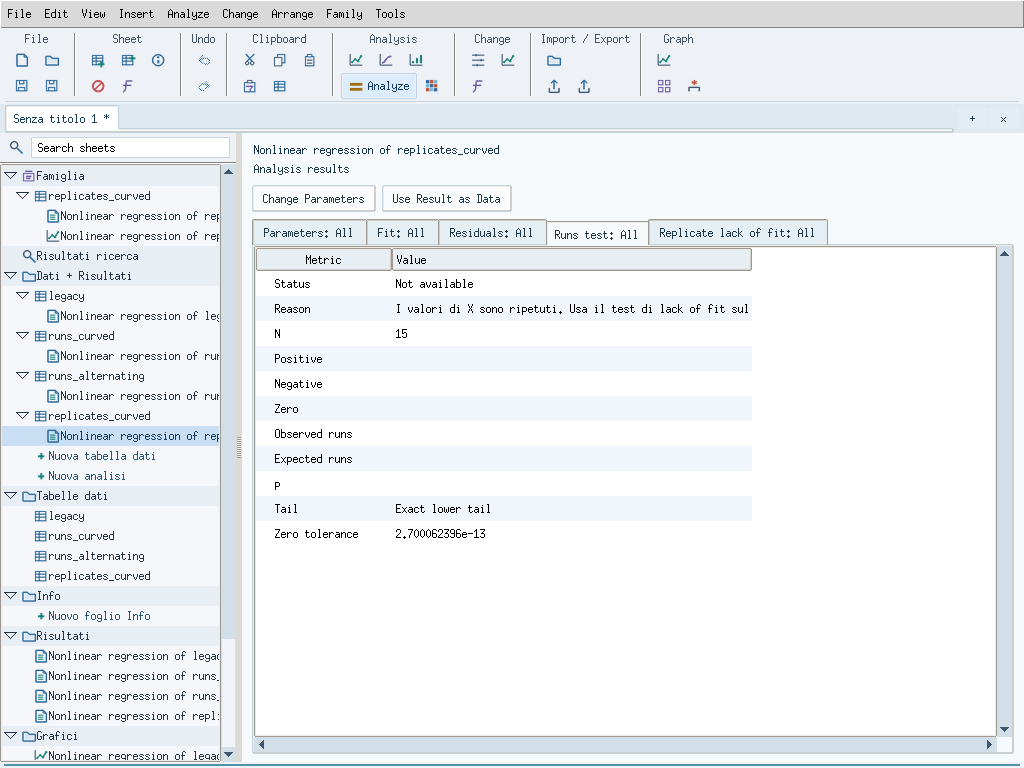 File Edit View Insert Analyze Change Arrange Family Tools
File Sheet Undo Clipboard Analysis Change Import / Export Graph
Analyze
Senza titolo 1 *
Search sheets
Famiglia
replicates_curved
Nonlinear regression of rep
Nonlinear regression of rep
Risultati ricerca
Dati + Risultati
legacy
Nonlinear regression of leg
runs_curved
Nonlinear regression of run
runs_alternating
Nonlinear regression of run
replicates_curved
Nonlinear regression of rep
+ Nuova tabella dati
+ Nuova analisi
Tabelle dati
legacy
runs_curved
runs_alternating
replicates_curved
Info
+ Nuovo foglio Info
Risultati
Nonlinear regression of legac
Nonlinear regression of runs_
Nonlinear regression of runs_
Nonlinear regression of repl
Grafici
Nonlinear regression of legac
Nonlinear regression of replicates_curved
Analysis results
Change Parameters Use Result as Data
Parameters: All Fit: All Residuals: All Runs test: All Replicate lack of fit: All
Metric Value
Status Not available
Reason I valori di X sono ripetuti. Usa il test di lack of fit sul
N 15
Positive
Negative
Zero
Observed runs
Expected runs
P
Tail Exact lower tail
Zero tolerance 2.700062396e-13